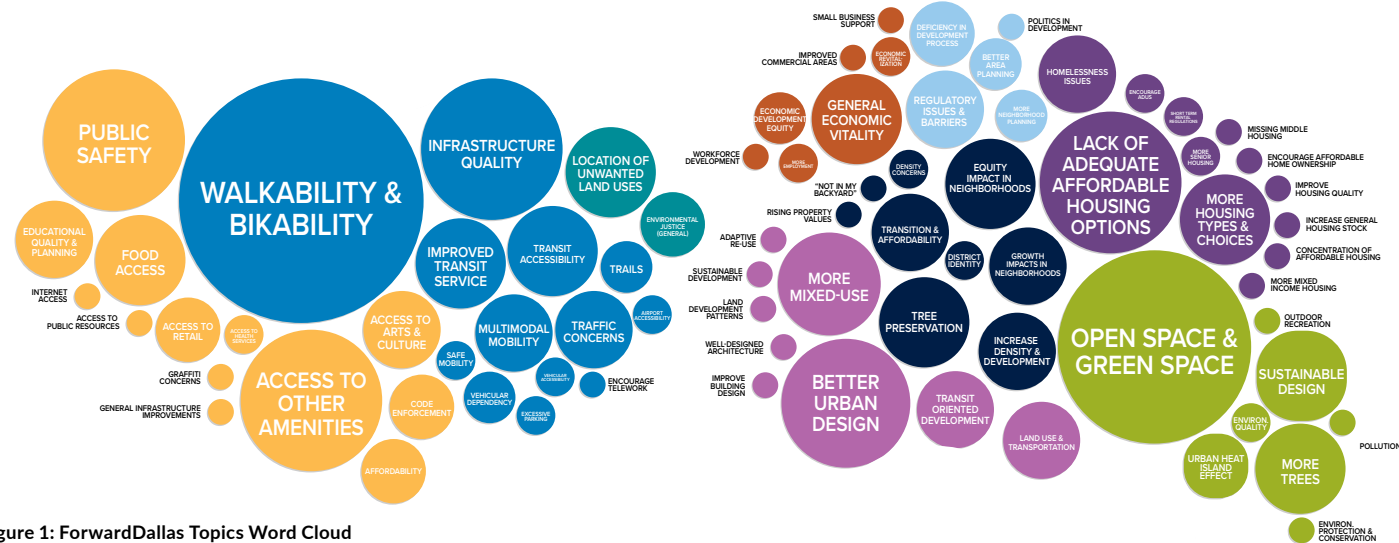 PUBLIC
SAFETY
WALKABILITY &
BIKABILITY
INFRASTRUCTURE
QUALITY
LOCATION OF
UNWANTED
LAND USES
ENVIRONMENTAL
JUSTICE
(GENERAL)
EDUCATIONAL
QUALITY &
PLANNING
FOOD
ACCESS
INTERNET
ACCESS
ACCESS TO
PUBLIC RESOURCES
ACCESS TO
RETAIL
ACCESS TO
HEALTH
SERVICES
GRAFFITI
CONCERNS
GENERAL INFRASTRUCTURE
IMPROVEMENTS
ACCESS TO
OTHER
AMENITIES
ACCESS TO
ARTS &
CULTURE
CODE
ENFORCEMENT
AFFORDABILITY
IMPROVED
TRANSIT
SERVICE
TRANSIT
ACCESSIBILITY
TRAILS
MULTIMODAL
MOBILITY
TRAFFIC
CONCERNS
AIRPORT
ACCESSIBILITY
SAFE
MOBILITY
VEHICULAR
DEPENDENCY
VEHICULAR
ACCESSIBILITY
ENCOURAGE
TELEWORK
EXCESSIVE
PARKING
SMALL BUSINESS
SUPPORT
IMPROVED
COMMERCIAL AREAS
ECONOMIC
REVITAL-
IZATION
GENERAL
ECONOMIC
VITALITY
ECONOMIC
DEVELOPMENT
EQUITY
WORKFORCE
DEVELOPMENT
MORE
EMPLOYMENT
DEFICIENCY IN
DEVELOPMENT
PROCESS
POLITICS IN
DEVELOPMENT
BETTER
AREA
PLANNING
REGULATORY
ISSUES &
BARRIERS
MORE
NEIGHBORHOOD
PLANNING
DENSITY
CONCERNS
"NOT IN MY
BACKYARD"
RISING PROPERTY
VALUES
EQUITY
IMPACT IN
NEIGHBORHOODS
TRANSITION &
AFFORDABILITY
DISTRICT
IDENTITY
GROWTH
IMPACTS IN
NEIGHBORHOODS
TREE
PRESERVATION
INCREASE
DENSITY &
DEVELOPMENT
HOMELESSNESS
ISSUES
ENCOURAGE
ADUS
SHORT TERM
RENTAL
REGULATIONS
LACK OF
ADEQUATE
AFFORDABLE
HOUSING
OPTIONS
MORE
SENIOR
HOUSING
MISSING MIDDLE
HOUSING
ENCOURAGE AFFORDABLE
HOME OWNERSHIP
MORE
HOUSING
TYPES &
CHOICES
IMPROVE
HOUSING QUALITY
INCREASE GENERAL
HOUSING STOCK
CONCENTRATION OF
AFFORDABLE HOUSING
MORE MIXED
INCOME HOUSING
ADAPTIVE
RE-USE
SUSTAINABLE
DEVELOPMENT
LAND
DEVELOPMENT
PATTERNS
WELL-DESIGNED
ARCHITECTURE
IMPROVE
BUILDING
DESIGN
MORE
MIXED-USE
BETTER
URBAN
DESIGN
TRANSIT
ORIENTED
DEVELOPMENT
LAND USE &
TRANSPORTATION
OPEN SPACE &
GREEN SPACE
OUTDOOR
RECREATION
SUSTAINABLE
DESIGN
ENVIRON.
QUALITY
POLLUTION
URBAN HEAT
ISLAND
EFFECT
MORE
TREES
ENVIRON.
PROTECTION &
CONSERVATION
gure 1: ForwardDallas Topics Word Cloud